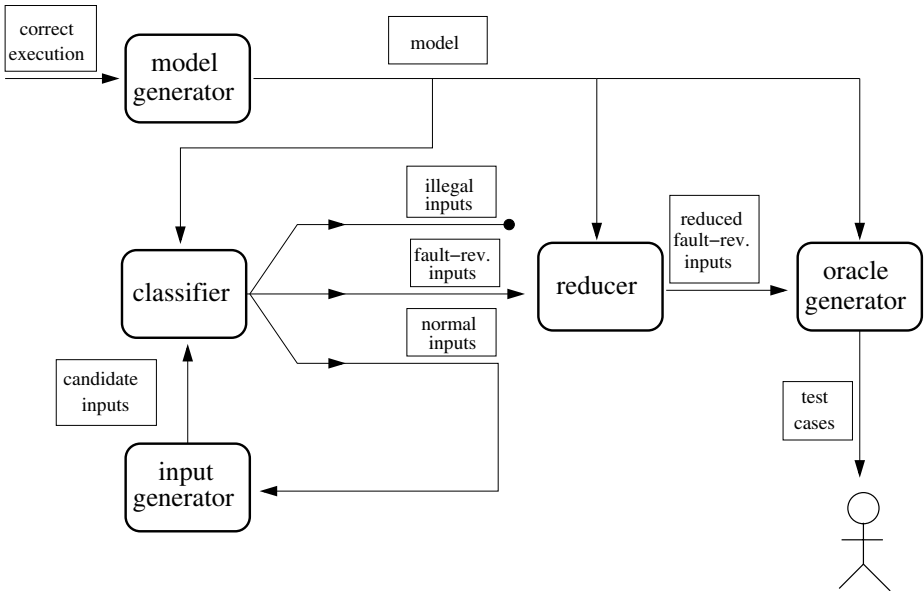 correct
execution
model
generator
model
illegal
inputs
fault−rev.
inputs
normal
inputs
classifier
reducer
reduced
fault−rev.
inputs
oracle
generator
candidate
inputs
input
generator
test
cases